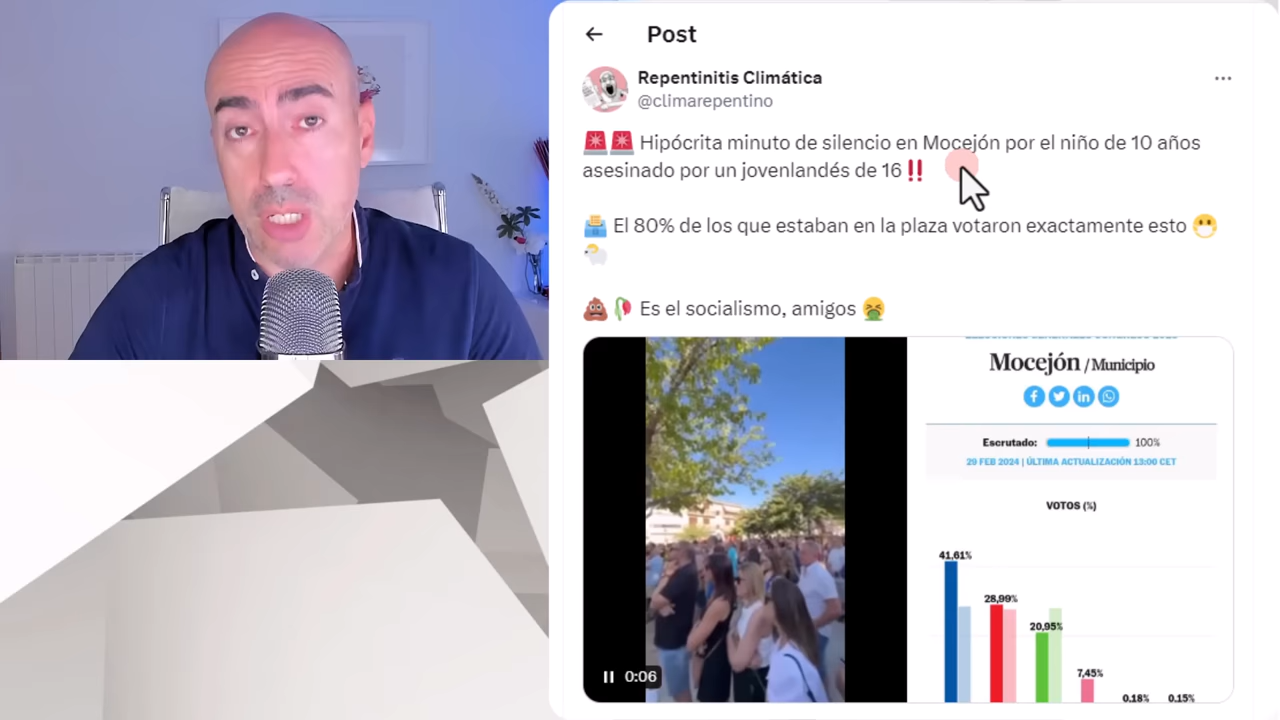 Post
Repentinitis Climática
@climarepentino
🚨🚨 Hipócrita minuto de silencio en Mocejón por el niño de 10 años
asesinado por un jovenlandés de 16 ‼️
🗳️ El 80% de los que estaban en la plaza votaron exactamente esto 😷
🐑
💩🥀 Es el socialismo, amigos 🤮
Mocejón / Municipio
Escrutado: 100%
29 FEB 2024 | ÚLTIMA ACTUALIZACIÓN 13:00 CET
VOTOS (%)
41,61%
28,99%
20,95%
7,45%
0,18% 0,15%
0:06